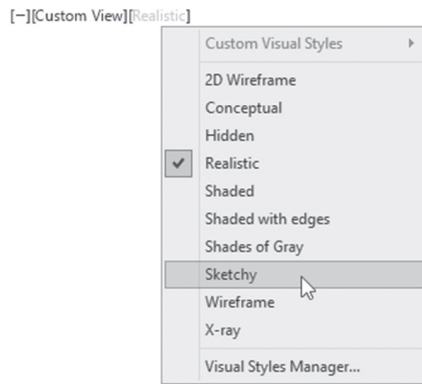 [−][Custom View][Realistic]
Custom Visual Styles
2D Wireframe
Conceptual
Hidden
Realistic
Shaded
Shaded with edges
Shades of Gray
Sketchy
Wireframe
X-ray
Visual Styles Manager...